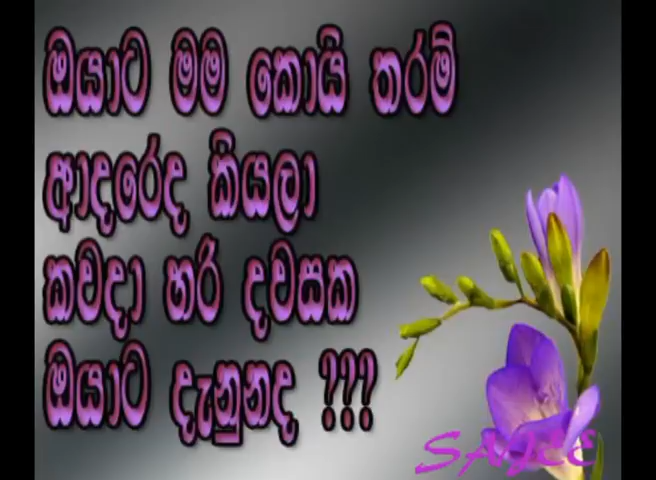 ඔයාට මම කොයි තරම්
ආදරෙද කියලා
කවදා හරි දවසක
ඔයාට දැනුනද ???